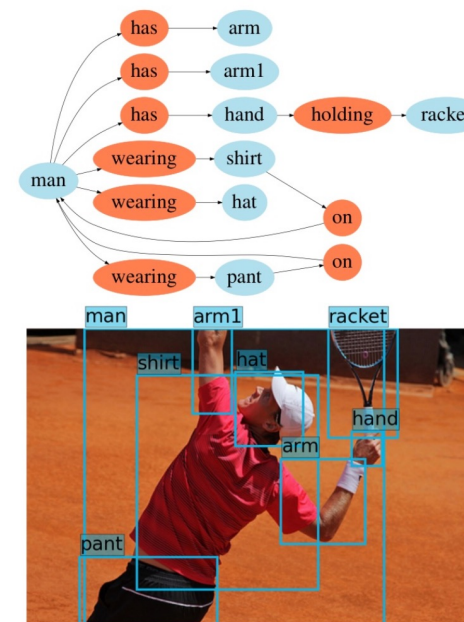 has arm
has arm1
has hand holding racke
wearing shirt
man
wearing hat
on
on
wearing pant
man arm1 racket
shirt hat
hand
arm
pant